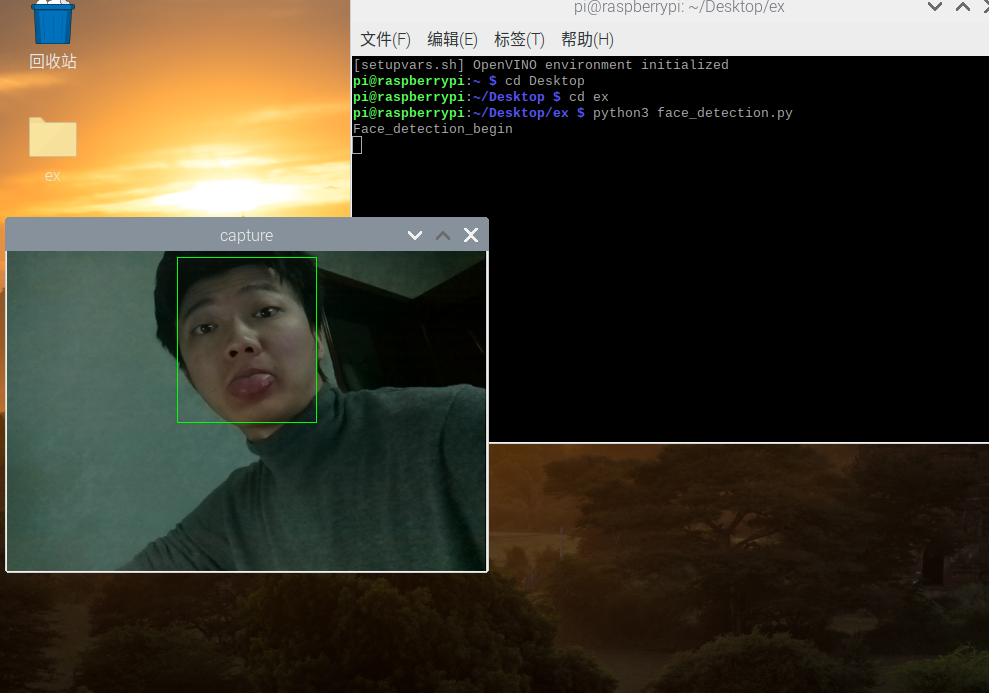 回收站
ex
pi@raspberrypi: ~/Desktop/ex
文件(F) 编辑(E) 标签(T) 帮助(H)
[setupvars.sh] OpenVINO environment initialized
pi@raspberrypi:~ $ cd Desktop
pi@raspberrypi:~/Desktop $ cd ex
pi@raspberrypi:~/Desktop/ex $ python3 face_detection.py
Face_detection_begin
capture